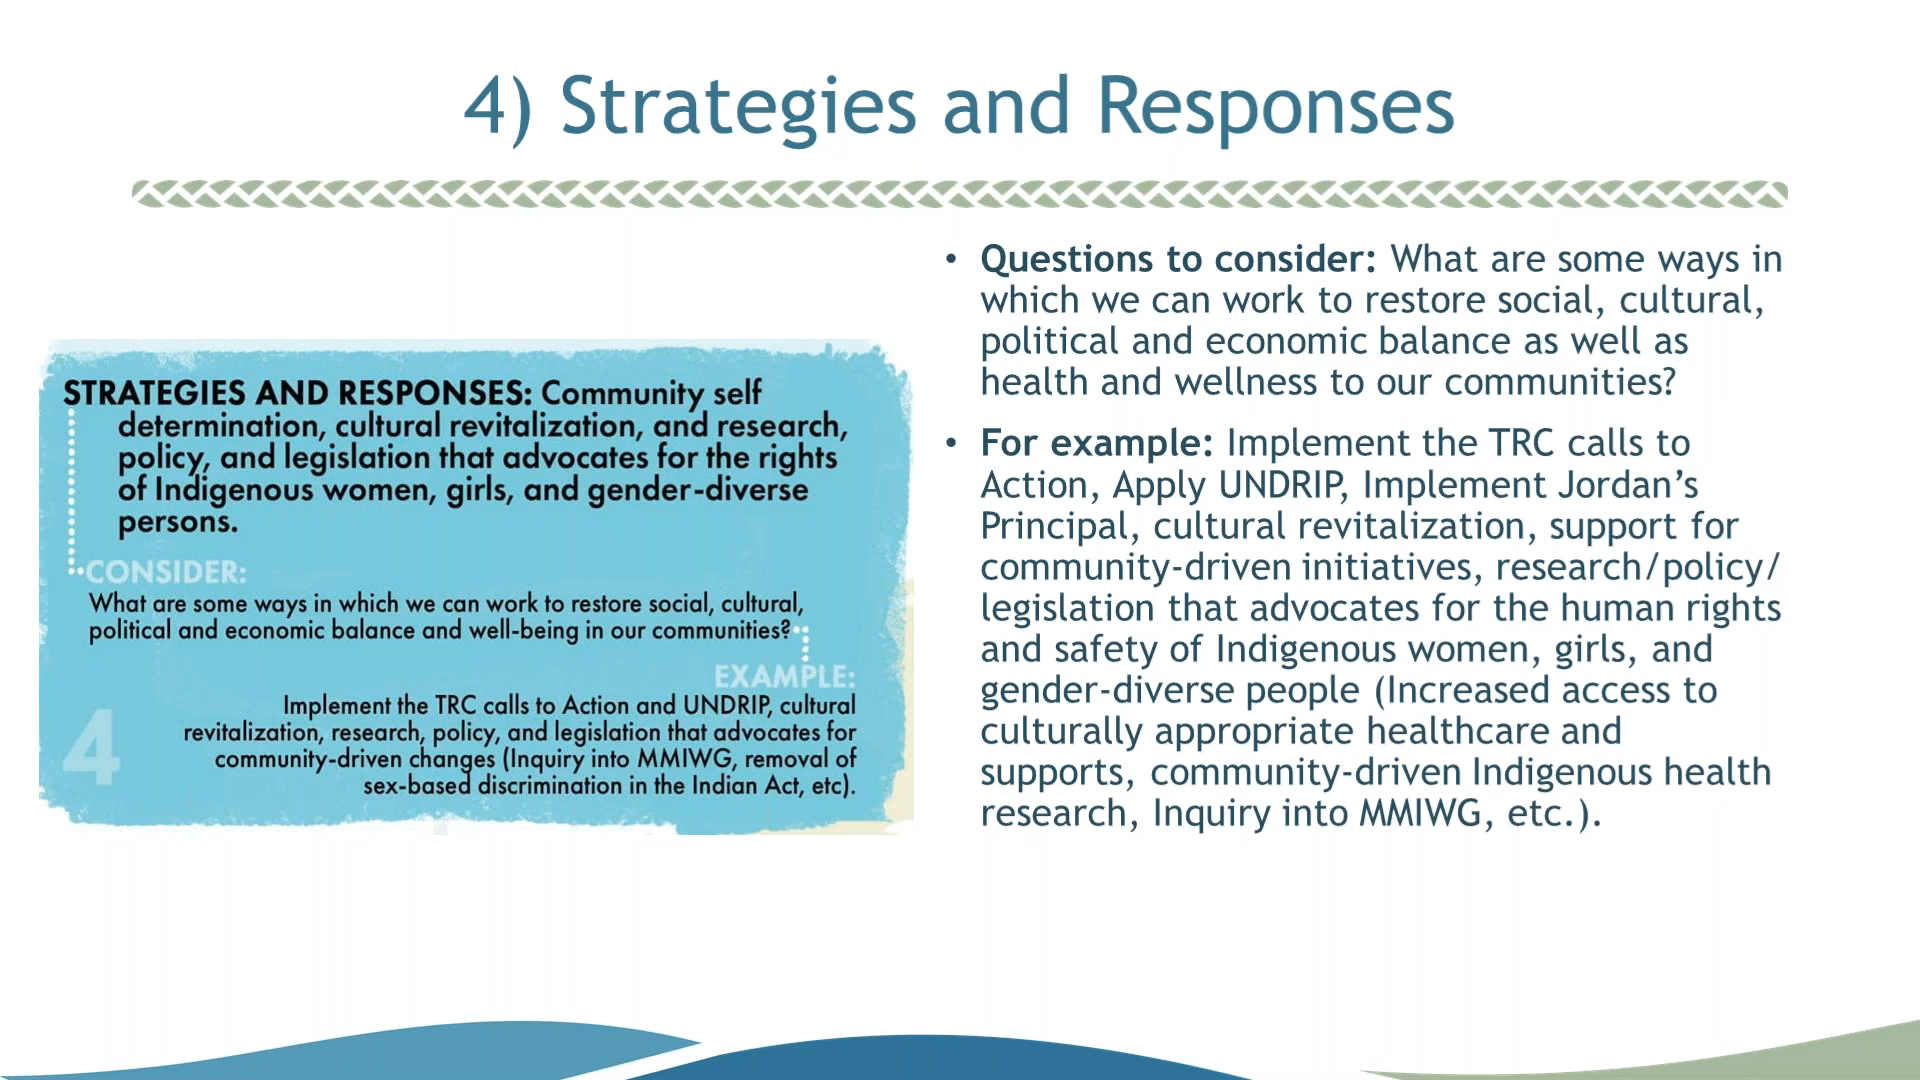 4) Strategies and Responses
STRATEGIES AND RESPONSES: Community self
determination, cultural revitalization, and research,
policy, and legislation that advocates for the rights
of Indigenous women, girls, and gender-diverse
persons.
CONSIDER:
What are some ways in which we can work to restore social, cultural,
political and economic balance and well-being in our communities?
EXAMPLE:
Implement the TRC calls to Action and UNDRIP, cultural
revitalization, research, policy, and legislation that advocates for
community-driven changes (Inquiry into MMIWG, removal of
sex-based discrimination in the Indian Act, etc).
4
• Questions to consider: What are some ways in
which we can work to restore social, cultural,
political and economic balance as well as
health and wellness to our communities?
• For example: Implement the TRC calls to
Action, Apply UNDRIP, Implement Jordan’s
Principal, cultural revitalization, support for
community-driven initiatives, research/policy/
legislation that advocates for the human rights
and safety of Indigenous women, girls, and
gender-diverse people (Increased access to
culturally appropriate healthcare and
supports, community-driven Indigenous health
research, Inquiry into MMIWG, etc.).